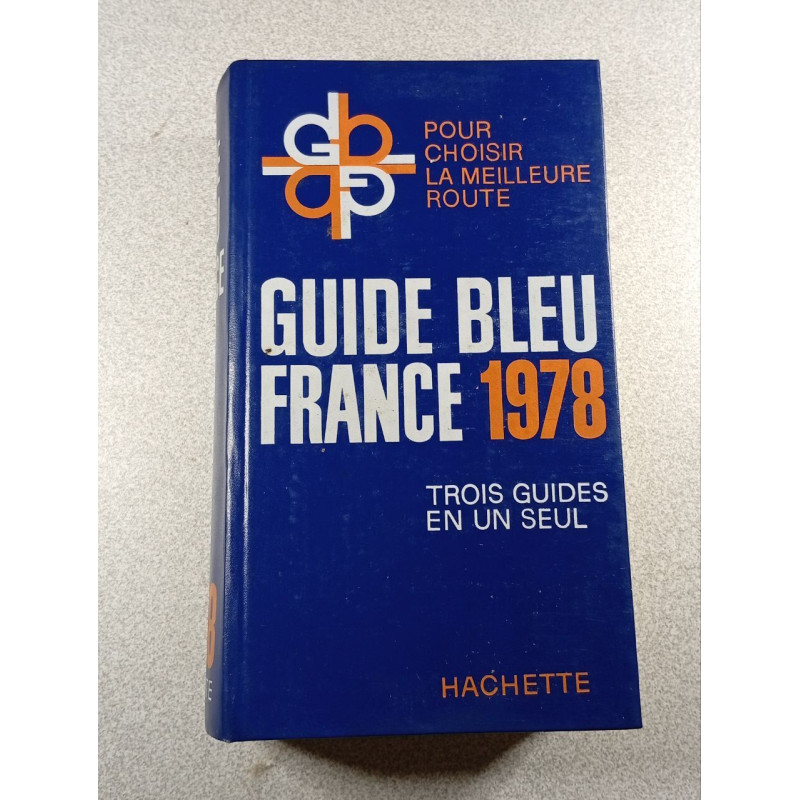 POUR
CHOISIR
LA MEILLEURE
ROUTE
GUIDE BLEU
FRANCE 1978
TROIS GUIDES
EN UN SEUL
HACHETTE